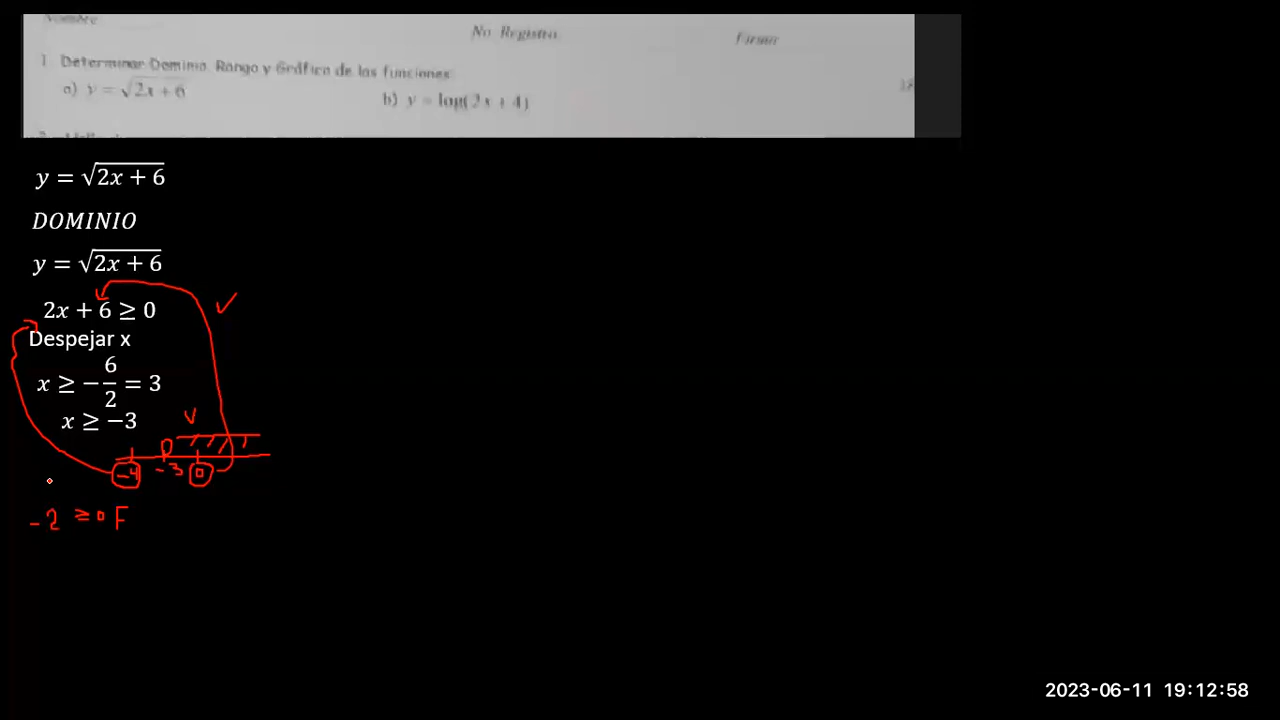 Nombre
No Registro
Firmar
1. Determinar Dominio, Rango y Gráfica de las funciones
a) y = √2x + 6
b) y = log(2x + 4)
y = √2x + 6
DOMINIO
y = √2x + 6
2x + 6 ≥ 0
Despejar x
x ≥ −6/2 = 3
x ≥ −3
-4 -3 0
-2 ≥0 F
2023-06-11 19:12:58